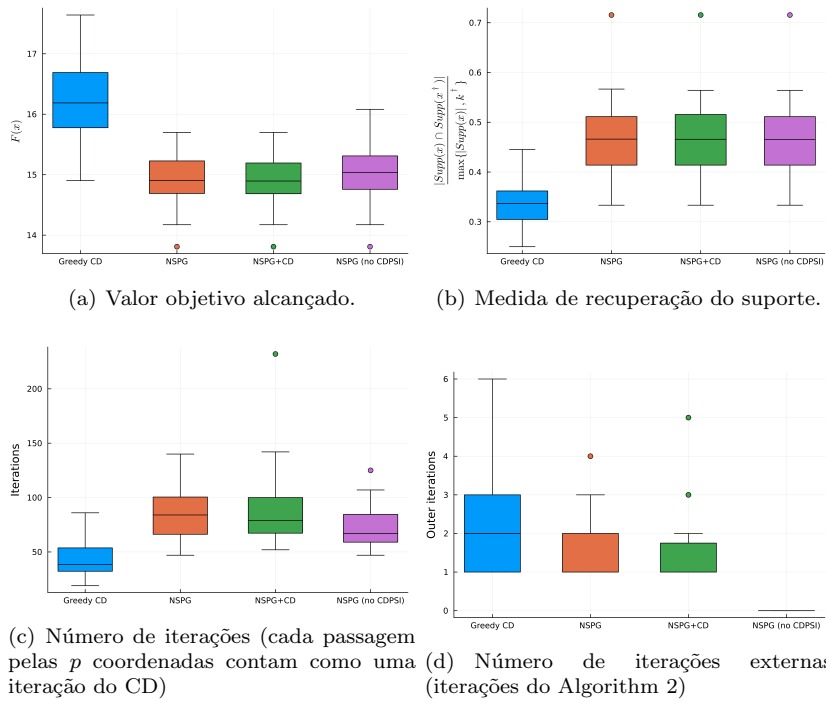 17
16
15
14
F(x)
Greedy CD NSPG NSPG+CD NSPG (no CDPSI)
(a) Valor objetivo alcançado.
0.7
0.6
0.5
0.4
0.3
|Supp(x) ∩ Supp(x†)|
max{|Supp(x)|, k†}
Greedy CD NSPG NSPG+CD NSPG (no CDPSI)
(b) Medida de recuperação do suporte.
200
150
100
50
Iterations
Greedy CD NSPG NSPG+CD NSPG (no CDPSI)
(c) Número de iterações (cada passagem
pelas p coordenadas contam como uma
iteração do CD)
6
5
4
3
2
1
0
Outer iterations
Greedy CD NSPG NSPG+CD NSPG (no CDPSI)
(d) Número de iterações externas
(iterações do Algorithm 2)